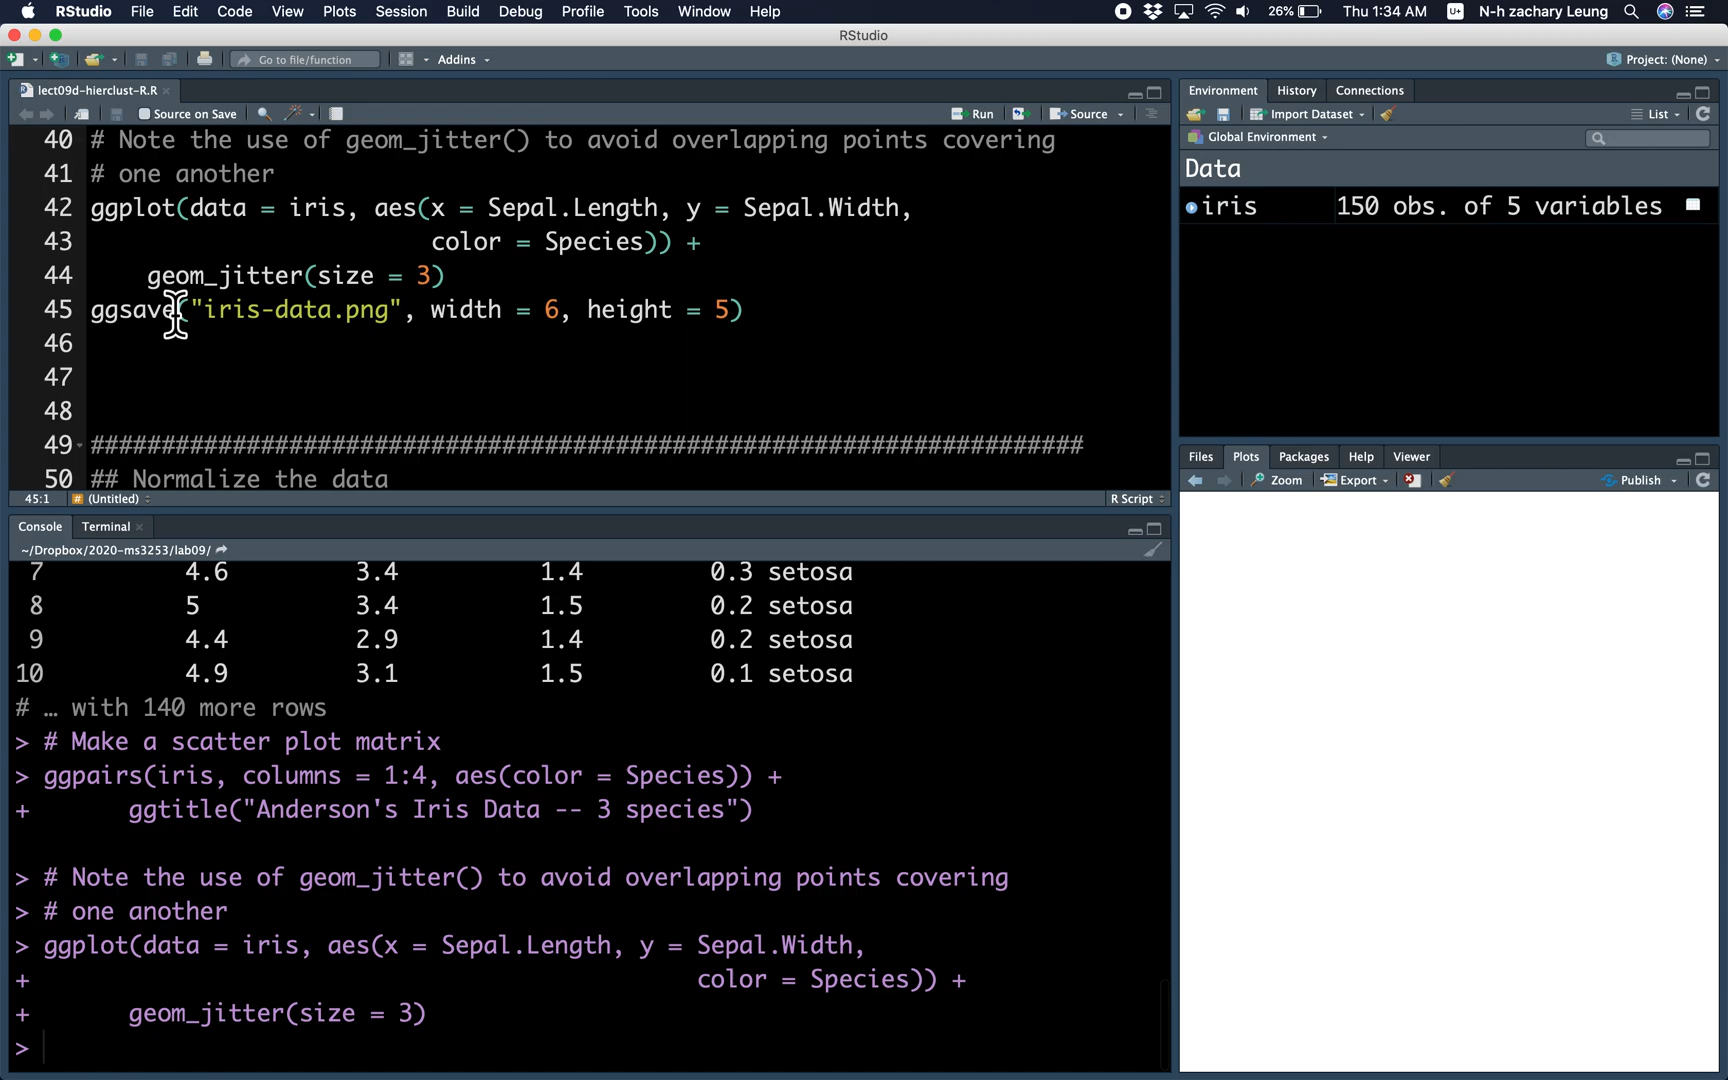 RStudio File Edit Code View Plots Session Build Debug Profile Tools Window Help 26% Thu 1:34 AM U+ N-h zachary Leung
RStudio
Go to file/function Addins Project: (None)
lect09d-hierclust-R.R
Source on Save Run Source
40 # Note the use of geom_jitter() to avoid overlapping points covering
41 # one another
42 ggplot(data = iris, aes(x = Sepal.Length, y = Sepal.Width,
43 color = Species)) +
44 geom_jitter(size = 3)
45 ggsave("iris-data.png", width = 6, height = 5)
46
47
48
49 ######################################################################
50 ## Normalize the data
45:1 # (Untitled) R Script
Console Terminal
~/Dropbox/2020-ms3253/lab09/
7 4.6 3.4 1.4 0.3 setosa
8 5 3.4 1.5 0.2 setosa
9 4.4 2.9 1.4 0.2 setosa
10 4.9 3.1 1.5 0.1 setosa
# … with 140 more rows
> # Make a scatter plot matrix
> ggpairs(iris, columns = 1:4, aes(color = Species)) +
+ ggtitle("Anderson's Iris Data -- 3 species")
> # Note the use of geom_jitter() to avoid overlapping points covering
> # one another
> ggplot(data = iris, aes(x = Sepal.Length, y = Sepal.Width,
+ color = Species)) +
+ geom_jitter(size = 3)
>
Environment History Connections
Import Dataset List
Global Environment
Data
iris 150 obs. of 5 variables
Files Plots Packages Help Viewer
Zoom Export Publish